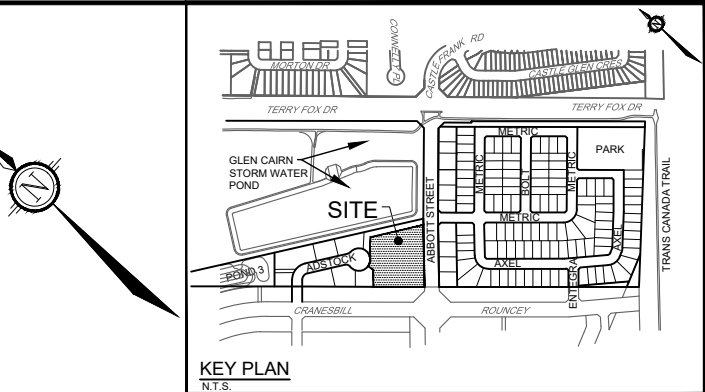 N
CONNELLY PL
CASTLE FRANK RD
MORTON DR
CASTLE GLEN CRES
TERRY FOX DR
TERRY FOX DR
METRIC
PARK
GLEN CAIRN
STORM WATER
POND
METRIC
BOLT
METRIC
SITE
ABBOTT STREET
METRIC
AXEL
TRANS CANADA TRAIL
POND 3
ADSTOCK
AXEL
ENTEGRA
CRANESBILL
ROUNCEY
KEY PLAN
N.T.S.